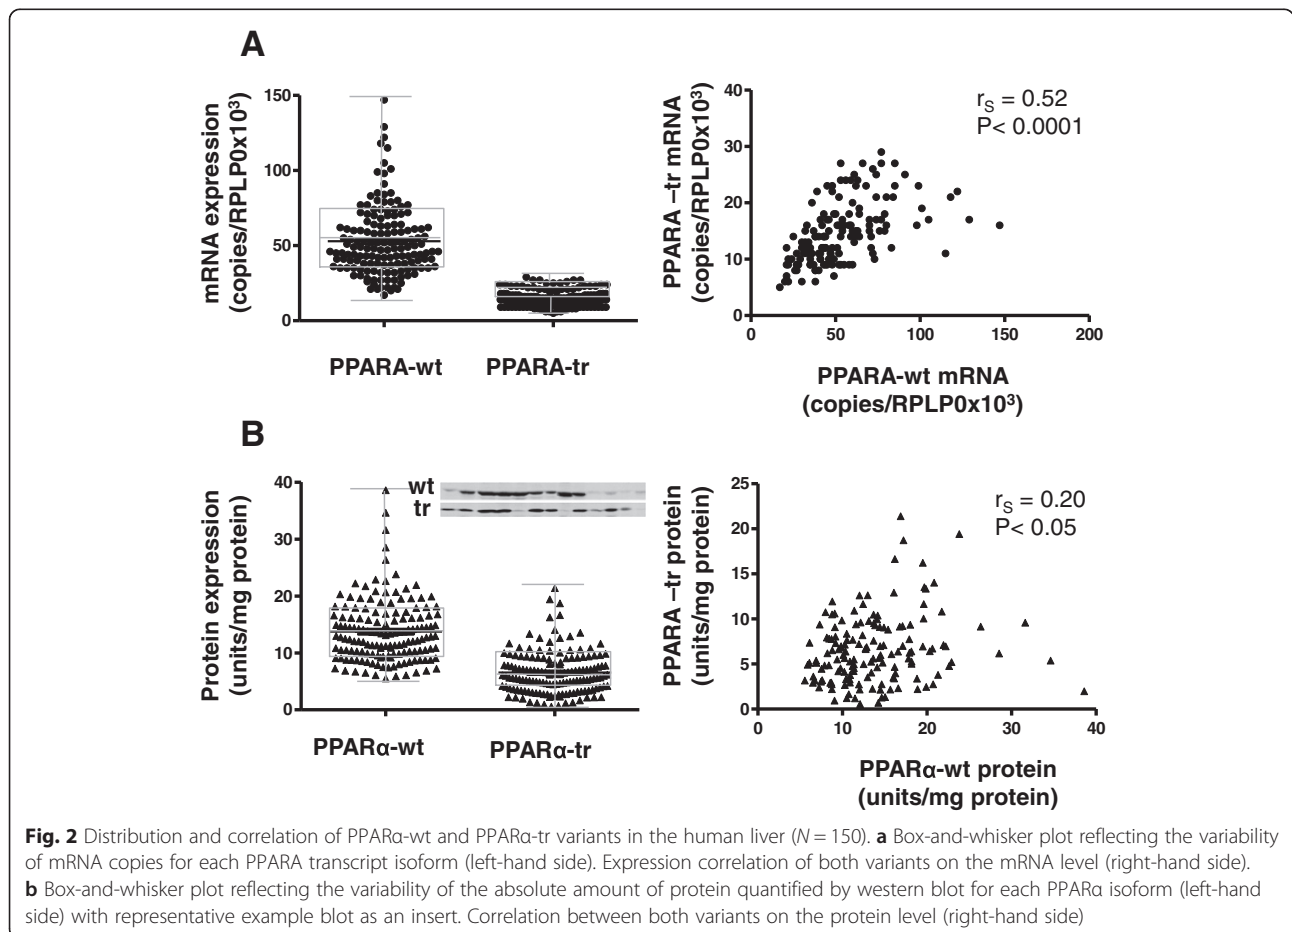 A
mRNA expression
(copies/RPLP0x10³)
150
100
50
0
PPARA-wt PPARA-tr
PPARA –tr mRNA
(copies/RPLP0x10³)
40
30
20
10
0
rS = 0.52
P< 0.0001
0 50 100 150 200
PPARA-wt mRNA
(copies/RPLP0x10³)
B
Protein expression
(units/mg protein)
40
30
20
10
0
wt
tr
PPARα-wt PPARα-tr
PPARA –tr protein
(units/mg protein)
25
20
15
10
5
0
rS = 0.20
P< 0.05
0 10 20 30 40
PPARα-wt protein
(units/mg protein)
Fig. 2 Distribution and correlation of PPARα-wt and PPARα-tr variants in the human liver (N = 150). a Box-and-whisker plot reflecting the variability
of mRNA copies for each PPARA transcript isoform (left-hand side). Expression correlation of both variants on the mRNA level (right-hand side).
b Box-and-whisker plot reflecting the variability of the absolute amount of protein quantified by western blot for each PPARα isoform (left-hand
side) with representative example blot as an insert. Correlation between both variants on the protein level (right-hand side)